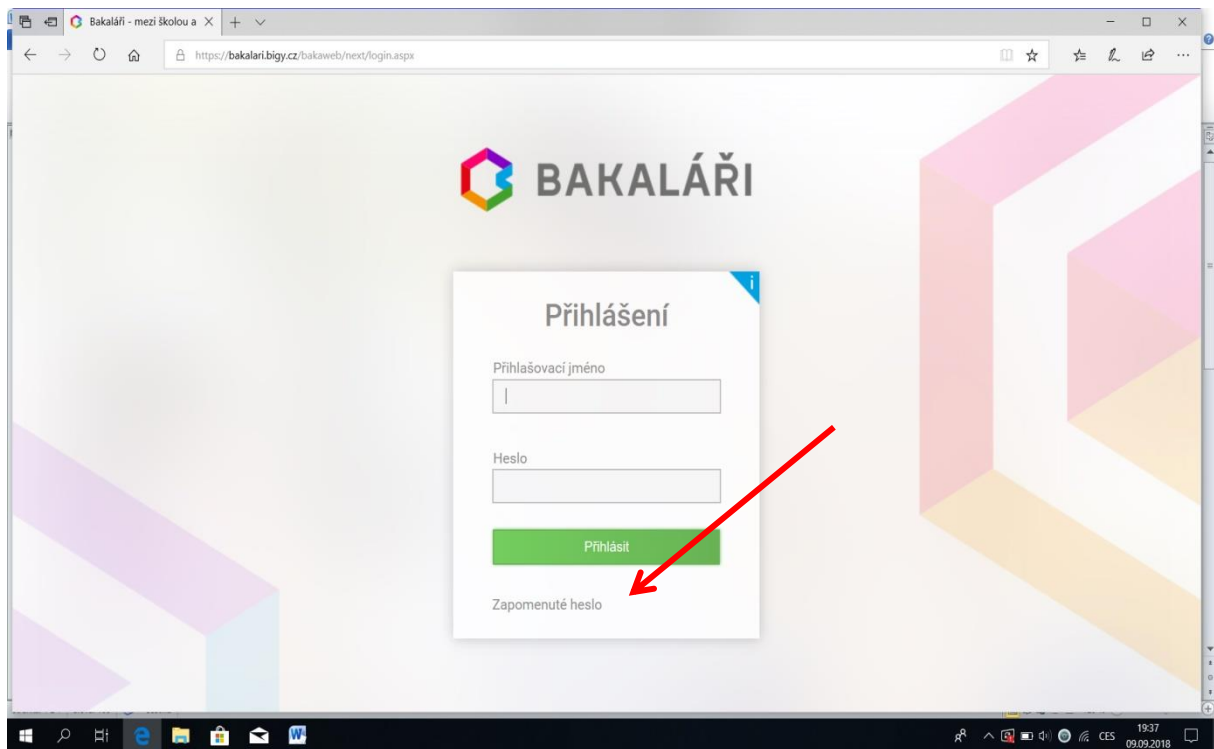 Bakaláři - mezi školou a
https://bakalari.bigy.cz/bakaweb/next/login.aspx
BAKALÁŘI
i
Přihlášení
Přihlašovací jméno
Heslo
Přihlásit
Zapomenuté heslo
CES
19:37
09.09.2018